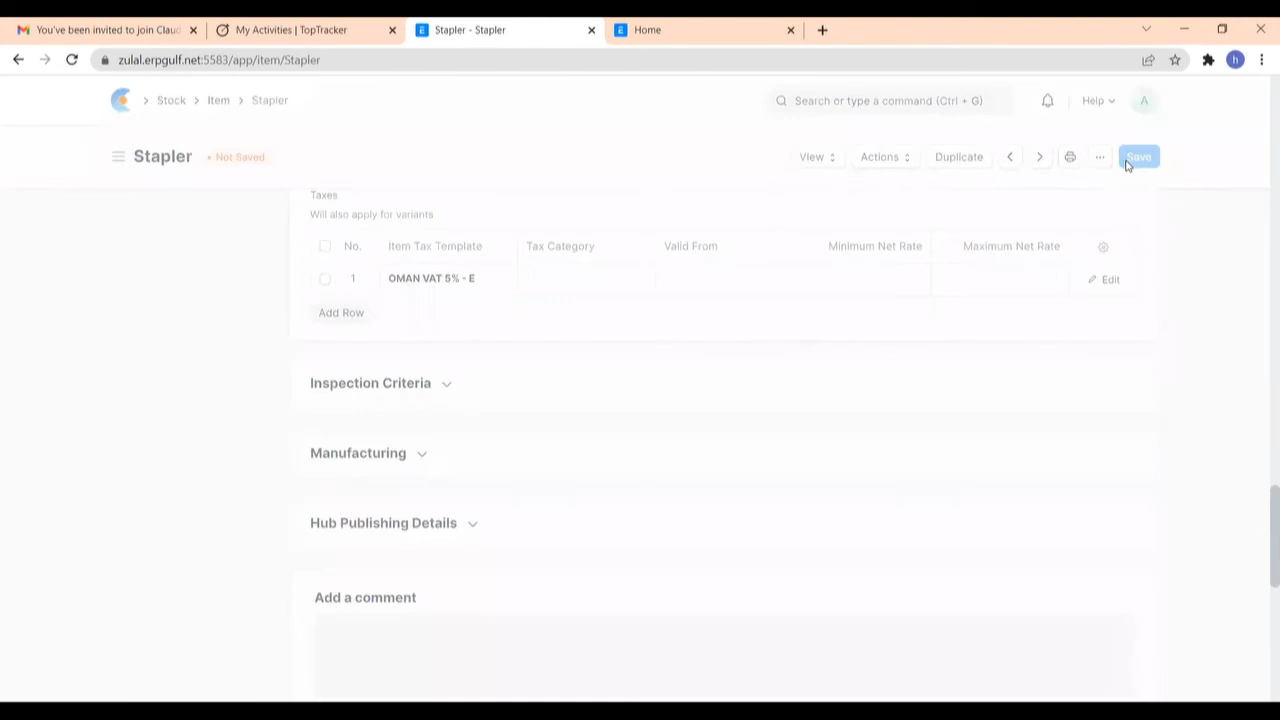 You've been invited to join Claud
My Activities | TopTracker
Stapler - Stapler
Home
zulal.erpgulf.net:5583/app/item/Stapler
h
Stock
Item
Stapler
Search or type a command (Ctrl + G)
Help
A
Stapler
Not Saved
View
Actions
Duplicate
Save
Taxes
Will also apply for variants
No.
Item Tax Template
Tax Category
Valid From
Minimum Net Rate
Maximum Net Rate
1
OMAN VAT 5% - E
Edit
Add Row
Inspection Criteria
Manufacturing
Hub Publishing Details
Add a comment